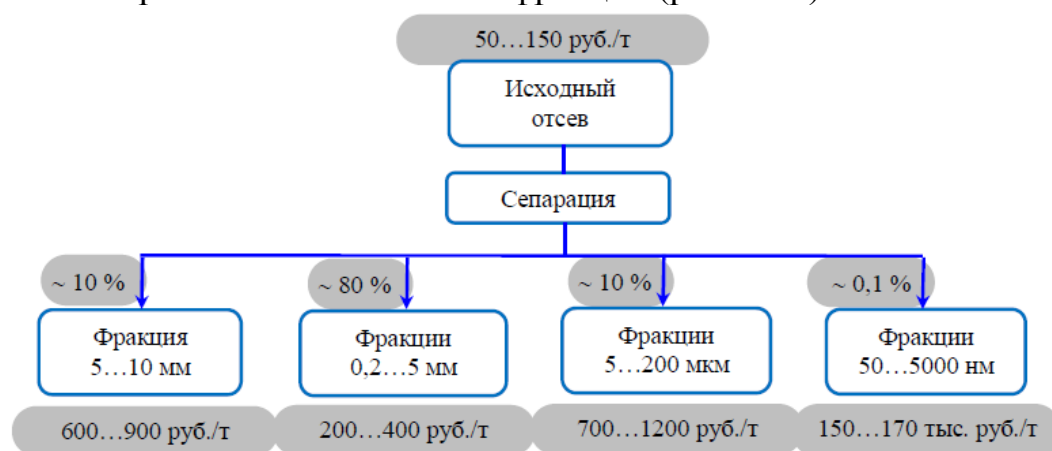 50…150 руб./т
Исходный
отсев
Сепарация
~ 10 %
~ 80 %
~ 10 %
~ 0,1 %
Фракция
5…10 мм
Фракции
0,2…5 мм
Фракции
5…200 мкм
Фракции
50…5000 нм
600…900 руб./т
200…400 руб./т
700…1200 руб./т
150…170 тыс. руб./т